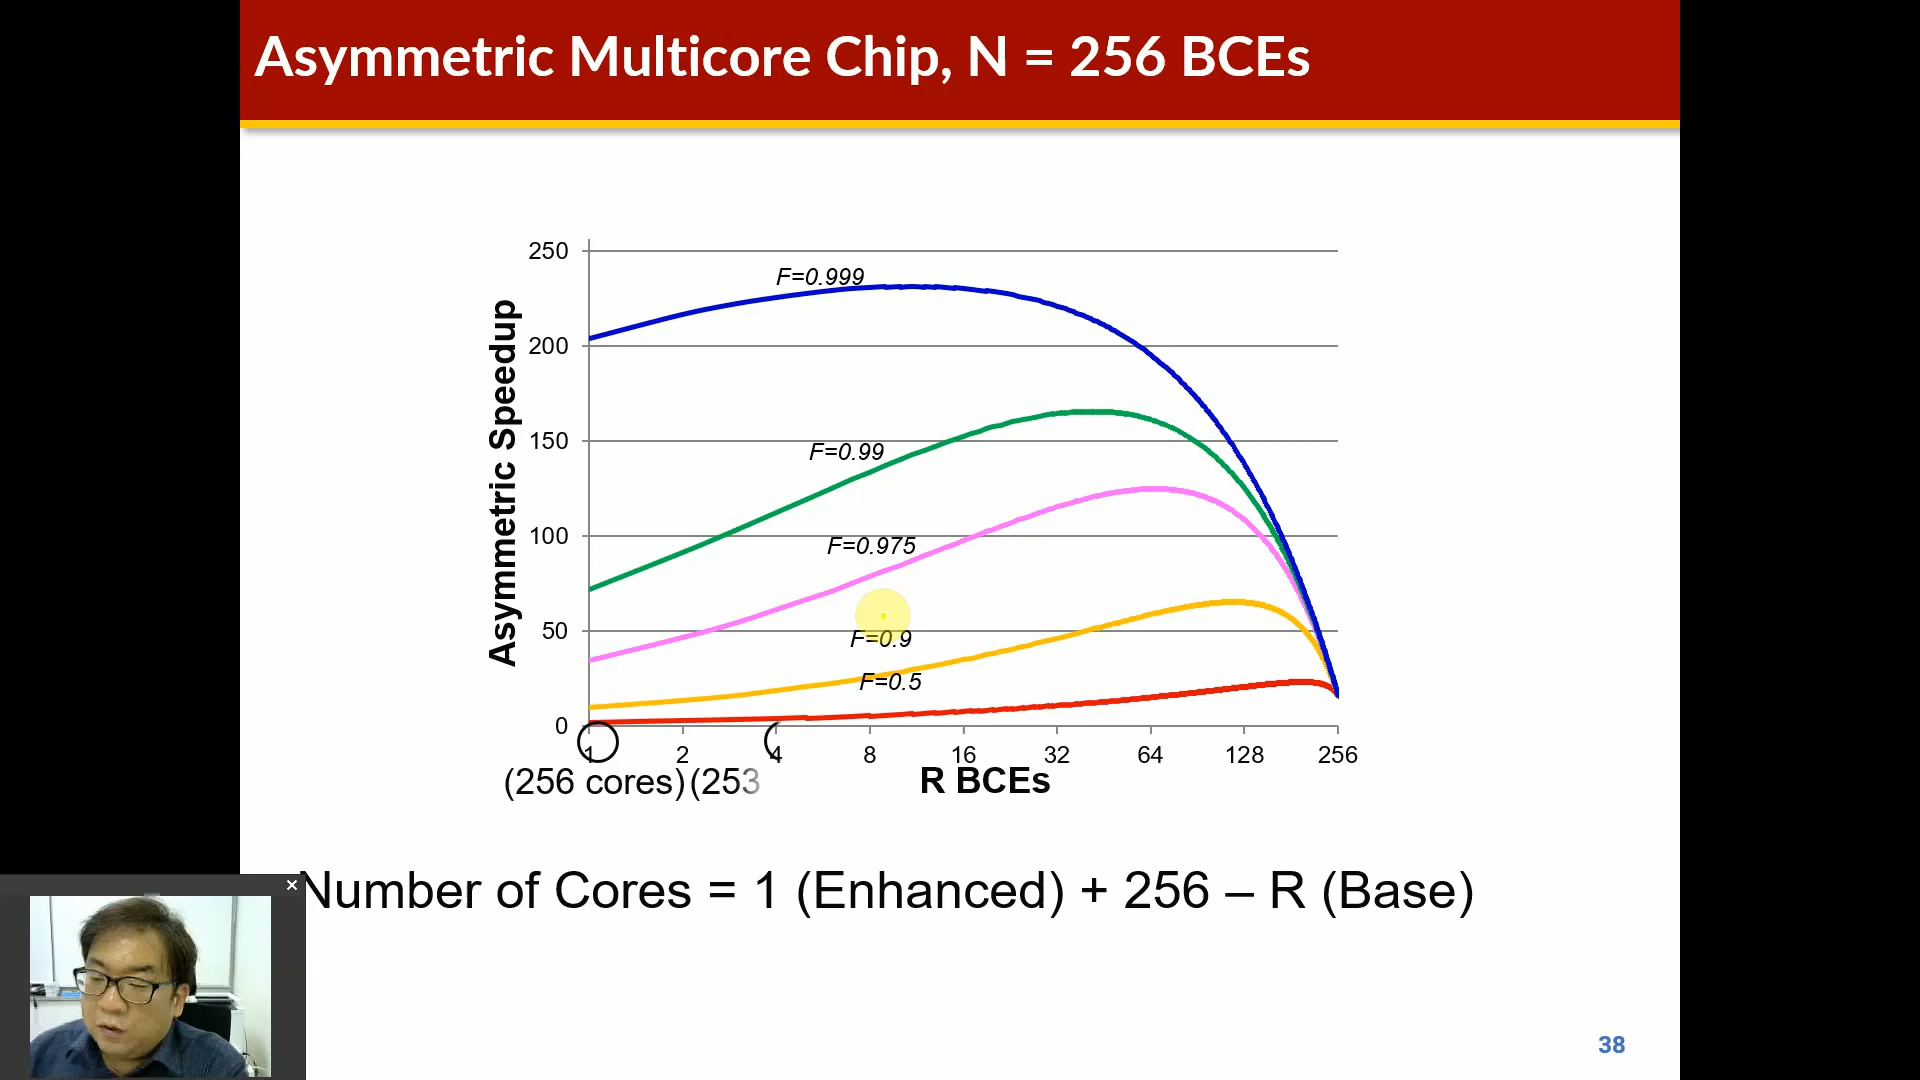 Asymmetric Multicore Chip, N = 256 BCEs
Asymmetric Speedup
250
200
150
100
50
0
F=0.999
F=0.99
F=0.975
F=0.9
F=0.5
1 2 4 8 16 32 64 128 256
(256 cores) (253
R BCEs
Number of Cores = 1 (Enhanced) + 256 – R (Base)
38